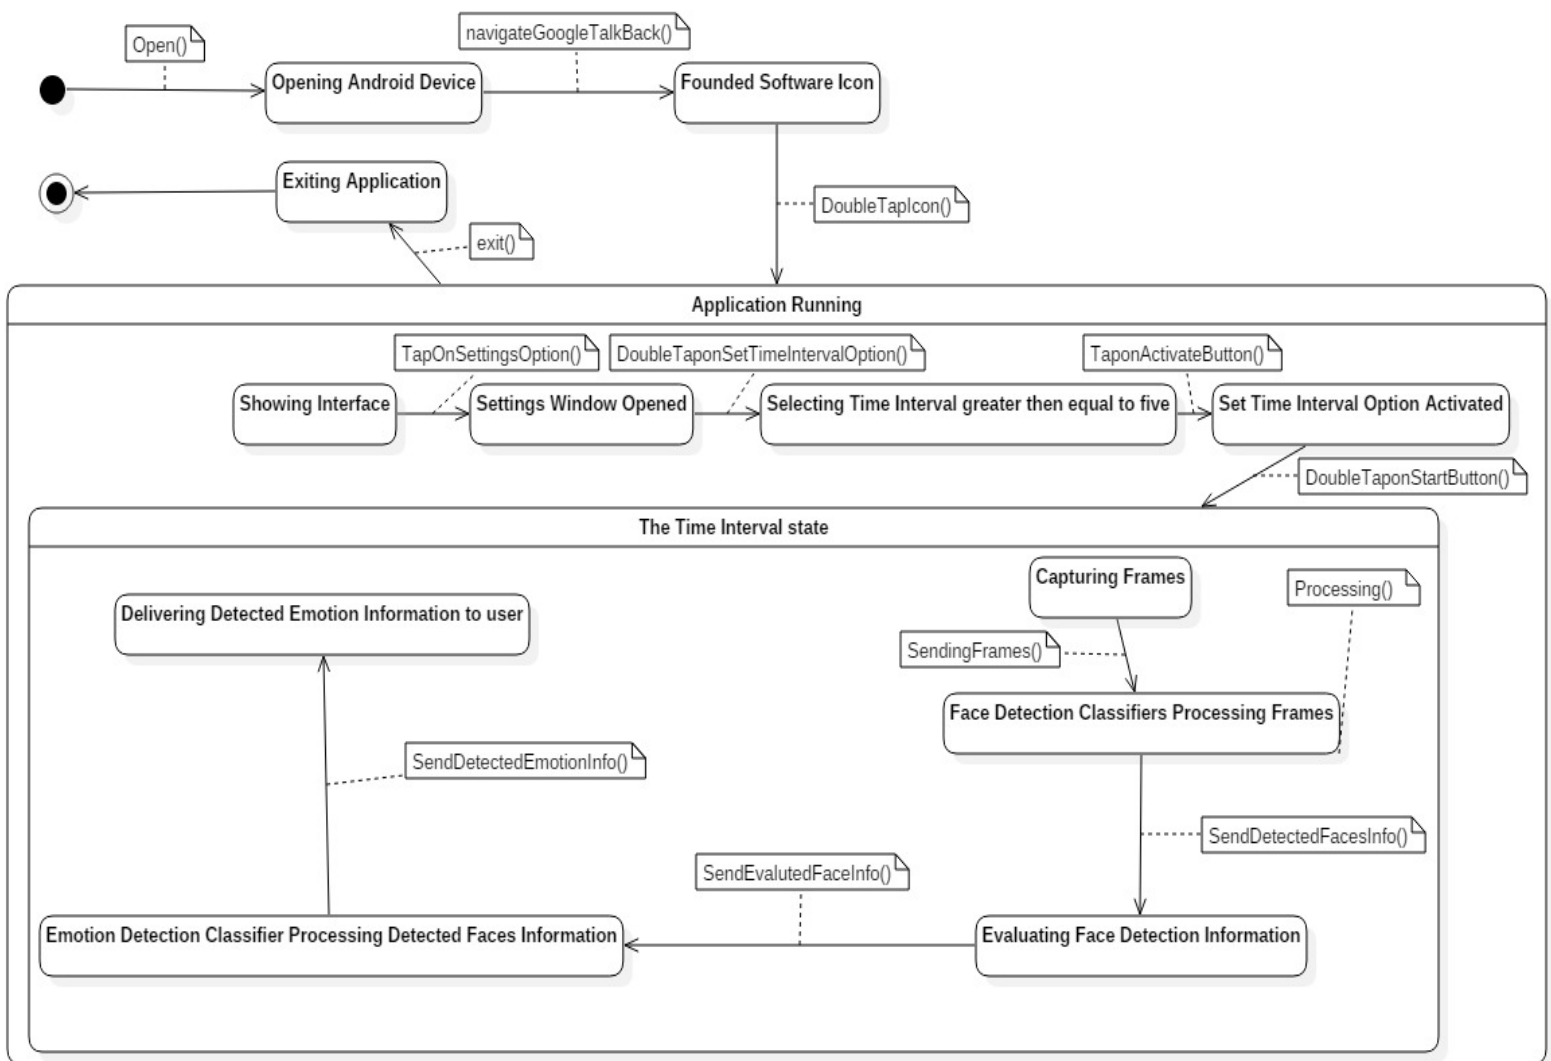 Open()
navigateGoogleTalkBack()
Opening Android Device
Founded Software Icon
Exiting Application
DoubleTapIcon()
exit()
Application Running
TapOnSettingsOption()
DoubleTaponSetTimeIntervalOption()
TaponActivateButton()
Showing Interface
Settings Window Opened
Selecting Time Interval greater then equal to five
Set Time Interval Option Activated
DoubleTaponStartButton()
The Time Interval state
Capturing Frames
Processing()
Delivering Detected Emotion Information to user
SendingFrames()
Face Detection Classifiers Processing Frames
SendDetectedEmotionInfo()
SendDetectedFacesInfo()
SendEvalutedFaceInfo()
Emotion Detection Classifier Processing Detected Faces Information
Evaluating Face Detection Information